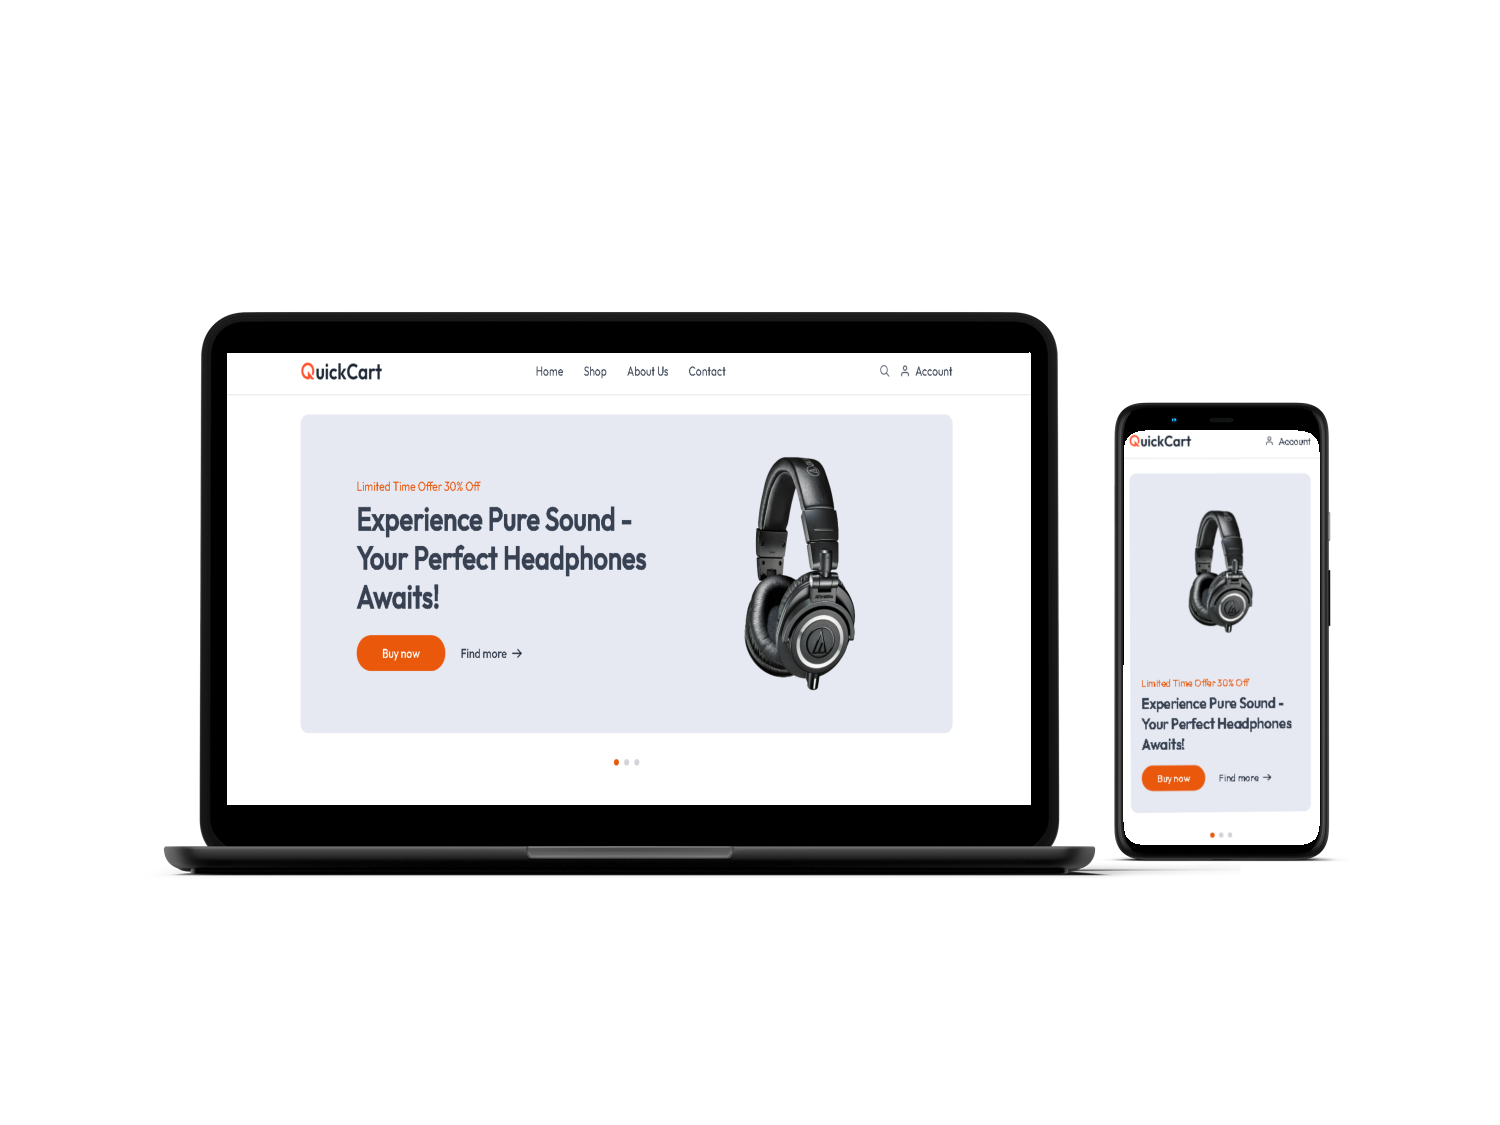 QuickCart
Home Shop About Us Contact
Account
Limited Time Offer 30% Off
Experience Pure Sound -
Your Perfect Headphones
Awaits!
Buy now Find more →
QuickCart
Account
Limited Time Offer 30% Off
Experience Pure Sound -
Your Perfect Headphones
Awaits!
Buy now Find more →